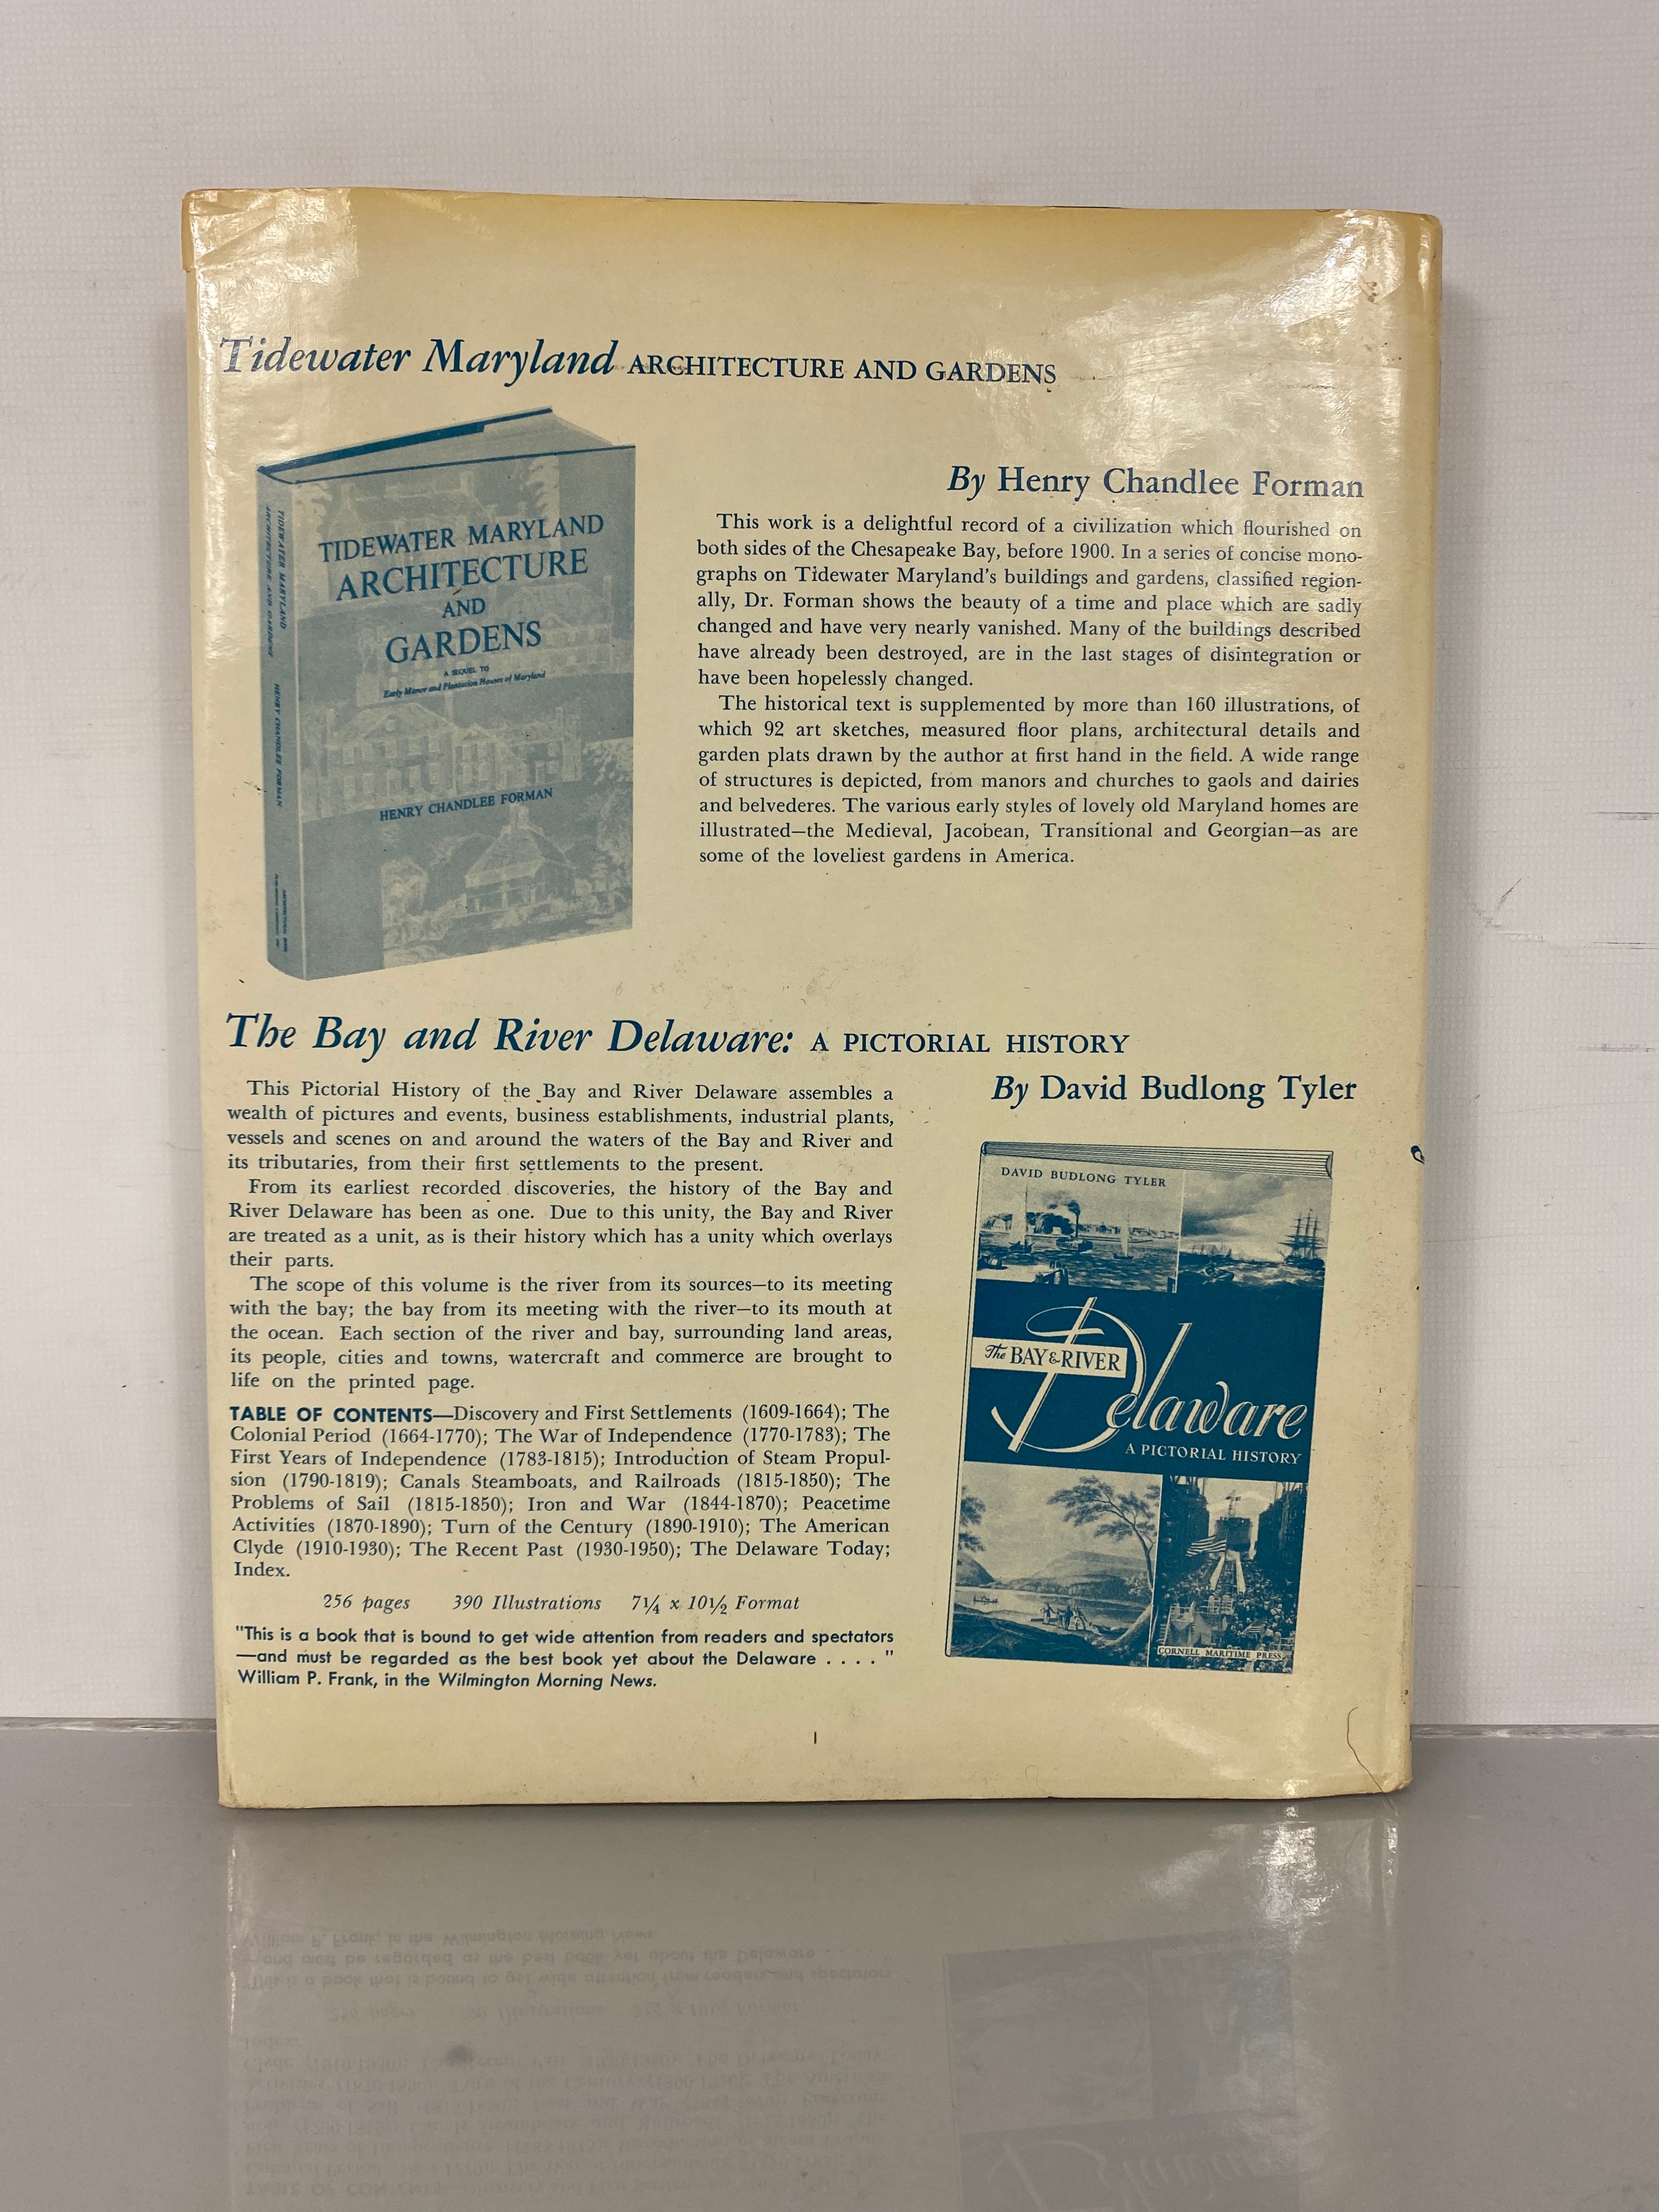 Tidewater Maryland ARCHITECTURE AND GARDENS
TIDEWATER MARYLAND
ARCHITECTURE AND GARDENS
HENRY CHANDLEE FORMAN
TIDEWATER MARYLAND
ARCHITECTURE
AND
GARDENS
A SEQUEL TO
Early Manor and Plantation Houses of Maryland
HENRY CHANDLEE FORMAN
By Henry Chandlee Forman
This work is a delightful record of a civilization which flourished on
both sides of the Chesapeake Bay, before 1900. In a series of concise mono-
graphs on Tidewater Maryland's buildings and gardens, classified region-
ally, Dr. Forman shows the beauty of a time and place which are sadly
changed and have very nearly vanished. Many of the buildings described
have already been destroyed, are in the last stages of disintegration or
have been hopelessly changed.
The historical text is supplemented by more than 160 illustrations, of
which 92 art sketches, measured floor plans, architectural details and
garden plats drawn by the author at first hand in the field. A wide range
of structures is depicted, from manors and churches to gaols and dairies
and belvederes. The various early styles of lovely old Maryland homes are
illustrated—the Medieval, Jacobean, Transitional and Georgian—as are
some of the loveliest gardens in America.
The Bay and River Delaware: A PICTORIAL HISTORY
By David Budlong Tyler
This Pictorial History of the Bay and River Delaware assembles a
wealth of pictures and events, business establishments, industrial plants,
vessels and scenes on and around the waters of the Bay and River and
its tributaries, from their first settlements to the present.
From its earliest recorded discoveries, the history of the Bay and
River Delaware has been as one. Due to this unity, the Bay and River
are treated as a unit, as is their history which has a unity which overlays
their parts.
The scope of this volume is the river from its sources—to its meeting
with the bay; the bay from its meeting with the river—to its mouth at
the ocean. Each section of the river and bay, surrounding land areas,
its people, cities and towns, watercraft and commerce are brought to
life on the printed page.
TABLE OF CONTENTS—Discovery and First Settlements (1609-1664); The
Colonial Period (1664-1770); The War of Independence (1770-1783); The
First Years of Independence (1783-1815); Introduction of Steam Propul-
sion (1790-1819); Canals Steamboats, and Railroads (1815-1850); The
Problems of Sail (1815-1850); Iron and War (1844-1870); Peacetime
Activities (1870-1890); Turn of the Century (1890-1910); The American
Clyde (1910-1930); The Recent Past (1930-1950); The Delaware Today;
Index.
256 pages 390 Illustrations 7¼ x 10½ Format
"This is a book that is bound to get wide attention from readers and spectators
—and must be regarded as the best book yet about the Delaware . . . . "
William P. Frank, in the Wilmington Morning News.
DAVID BUDLONG TYLER
The BAY & RIVER
Delaware
A PICTORIAL HISTORY
CORNELL MARITIME PRESS